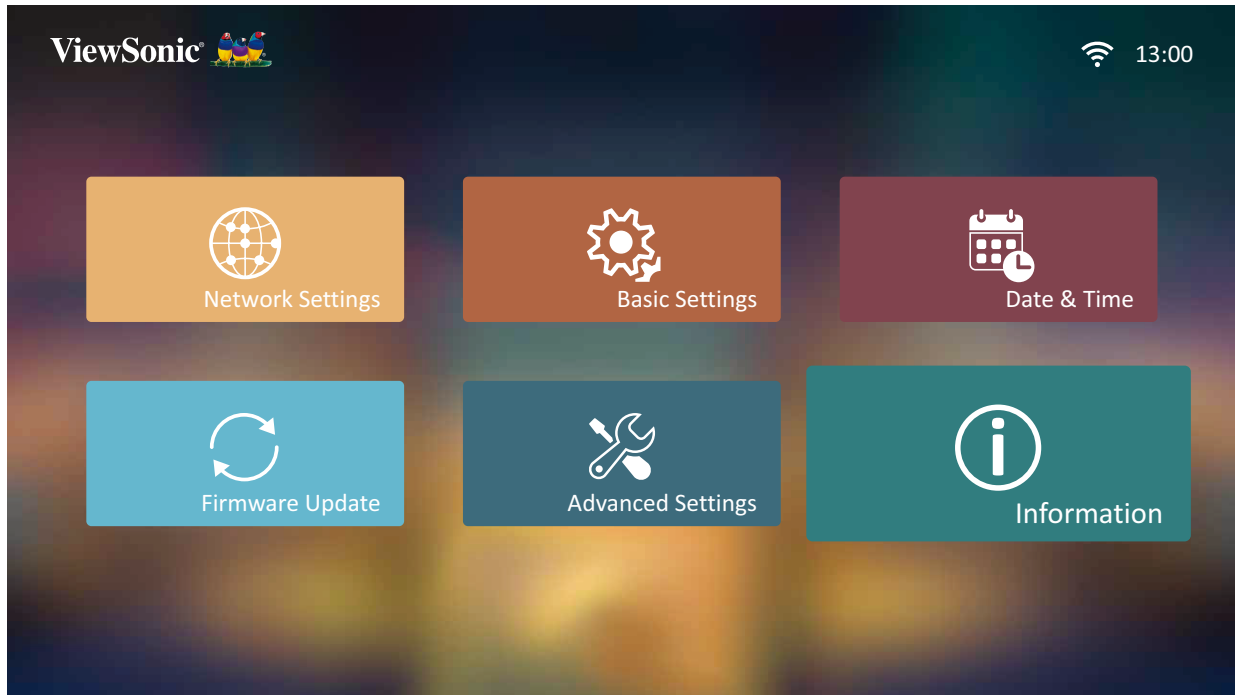 ViewSonic®
13:00
Network Settings
Basic Settings
Date & Time
Firmware Update
Advanced Settings
Information